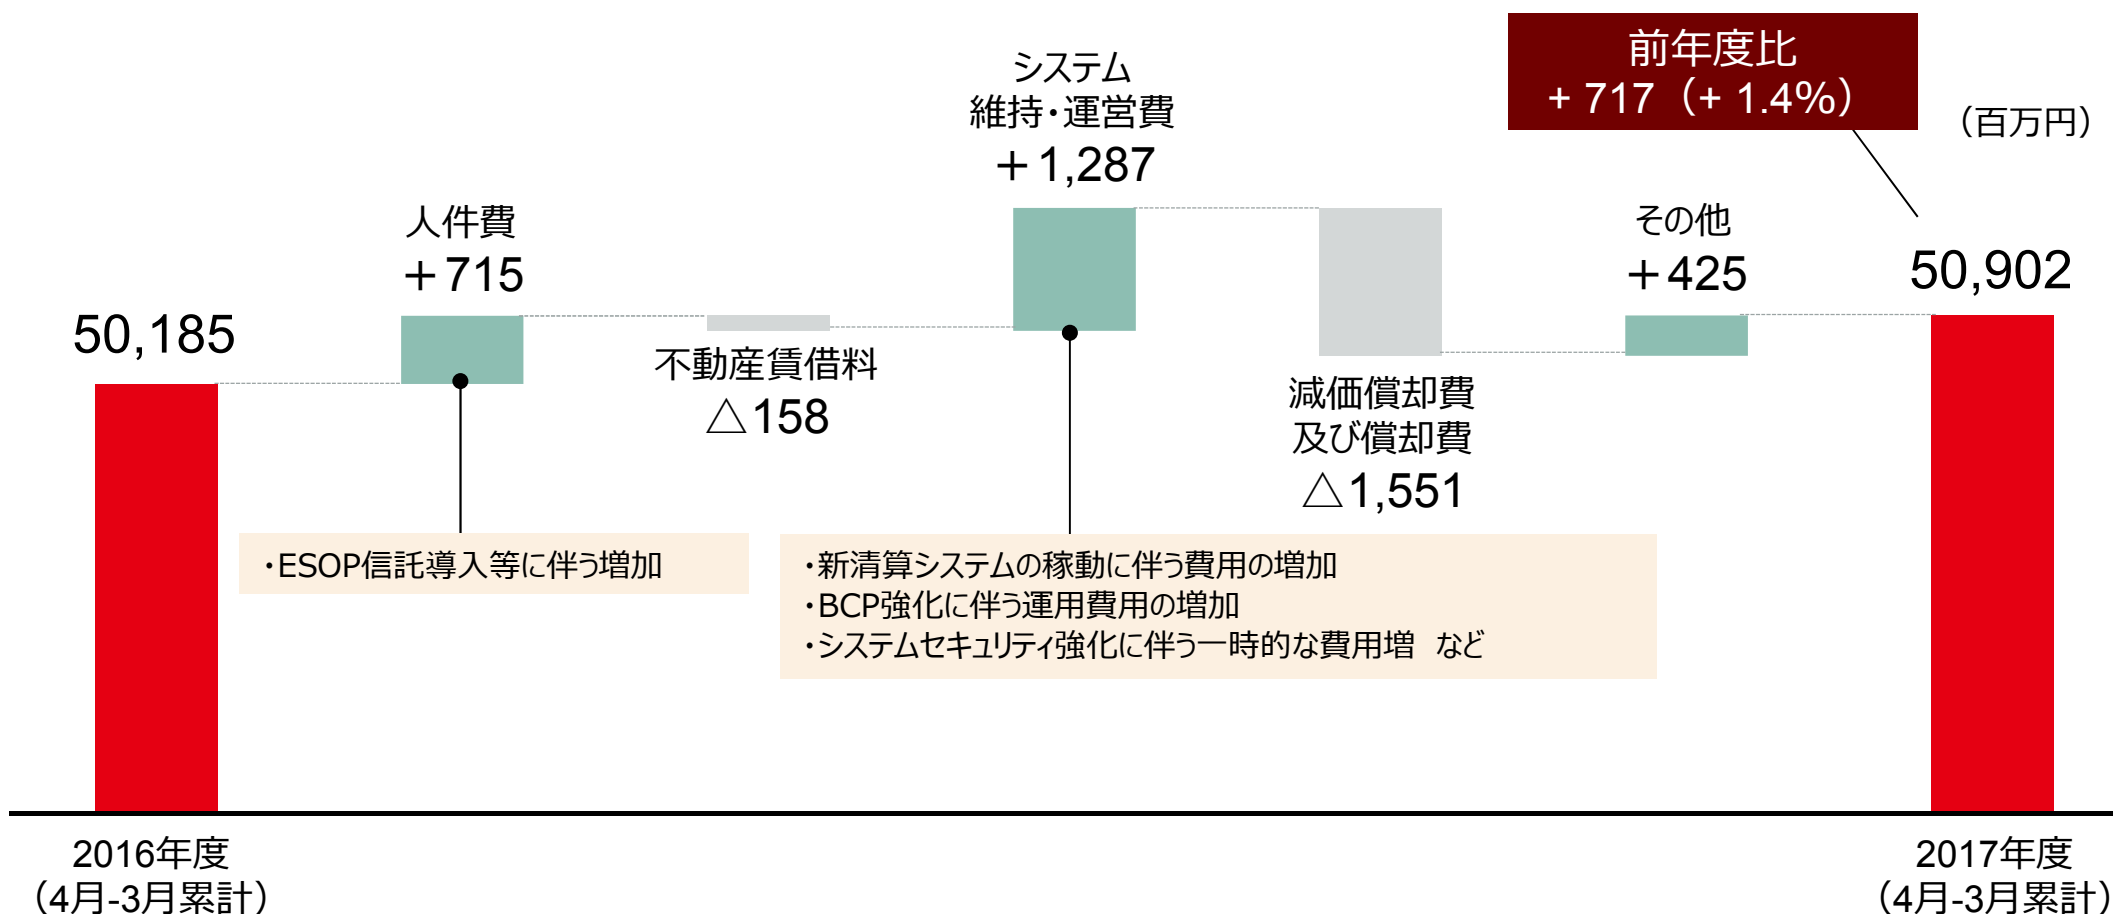 前年度比
+ 717（+ 1.4%）
（百万円）
システム
維持・運営費
＋1,287
人件費
＋715
その他
＋425
50,902
50,185
不動産賃借料
△158
減価償却費
及び償却費
△1,551
・ESOP信託導入等に伴う増加
・新清算システムの稼動に伴う費用の増加
・BCP強化に伴う運用費用の増加
・システムセキュリティ強化に伴う一時的な費用増　など
2016年度
（4月-3月累計）
2017年度
（4月-3月累計）